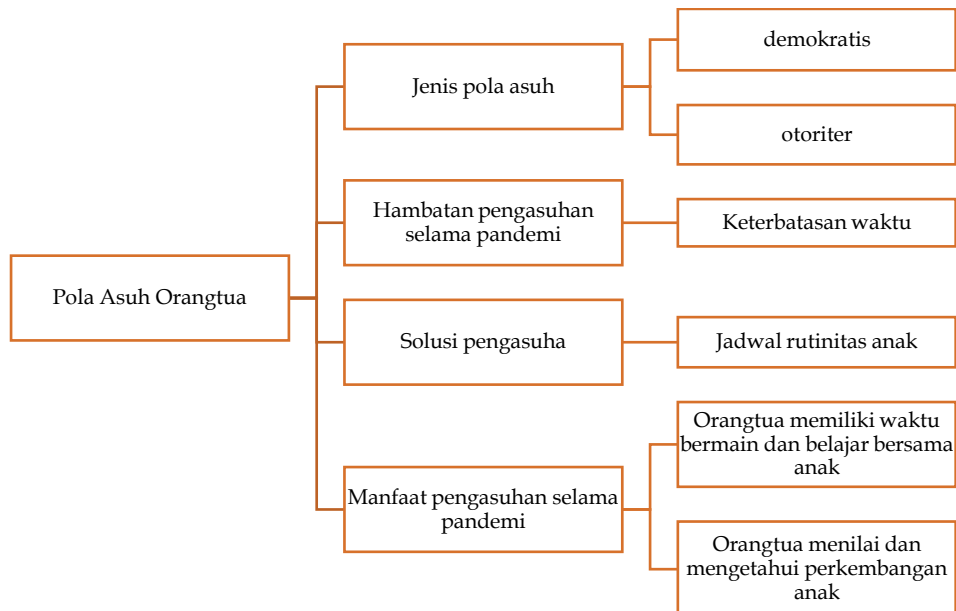 Pola Asuh Orangtua
Jenis pola asuh
demokratis
otoriter
Hambatan pengasuhan
selama pandemi
Keterbatasan waktu
Solusi pengasuha
Jadwal rutinitas anak
Manfaat pengasuhan selama
pandemi
Orangtua memiliki waktu
bermain dan belajar bersama
anak
Orangtua menilai dan
mengetahui perkembangan
anak